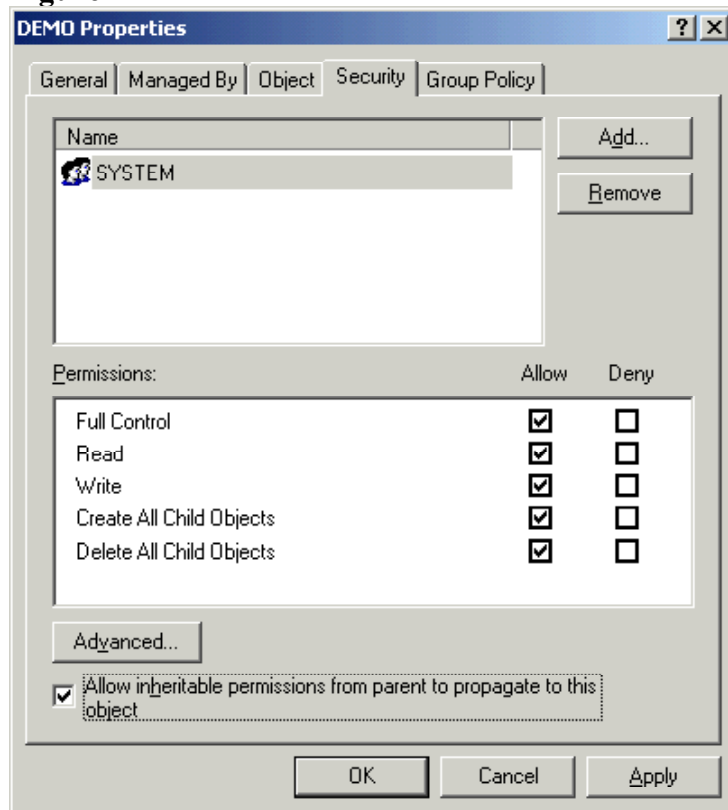 DEMO Properties
General Managed By Object Security Group Policy
Name
Add...
SYSTEM
Remove
Permissions: Allow Deny
Full Control
Read
Write
Create All Child Objects
Delete All Child Objects
Advanced...
Allow inheritable permissions from parent to propagate to this
object
OK Cancel Apply